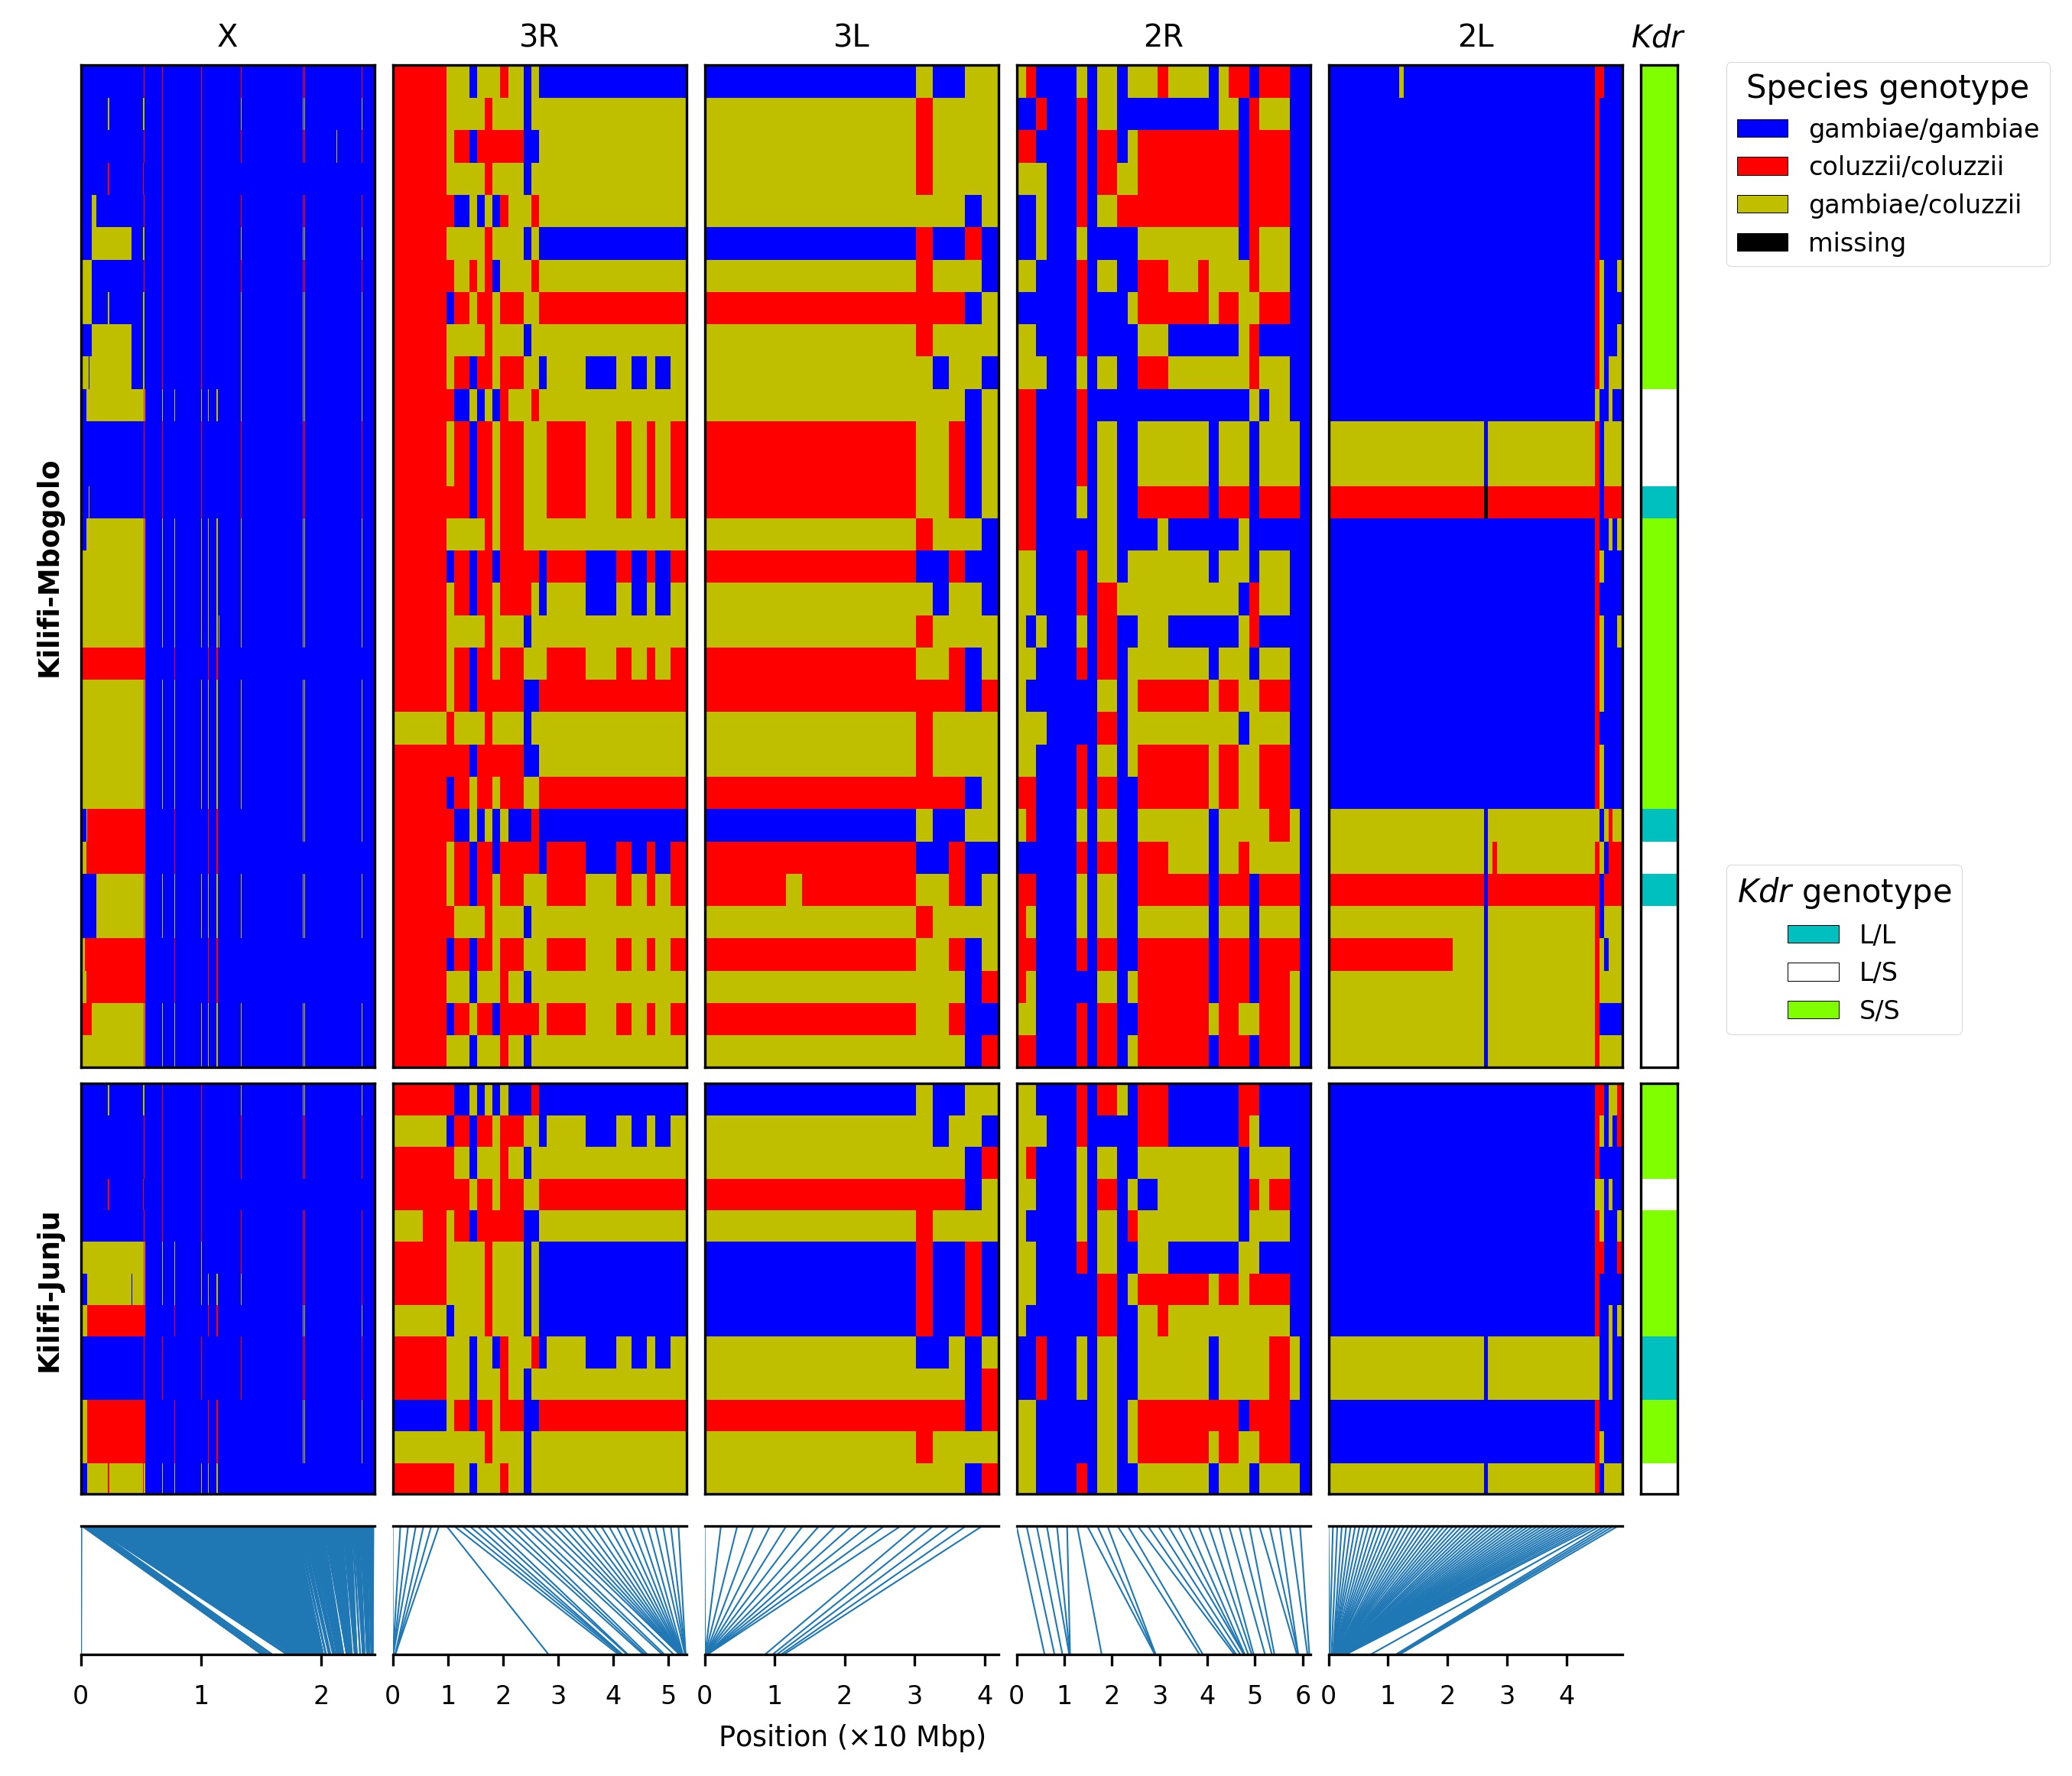 X 3R 3L 2R 2L Kdr
Species genotype
gambiae/gambiae
coluzzii/coluzzii
gambiae/coluzzii
missing
Kilifi-Mbogolo
Kdr genotype
L/L
L/S
S/S
Kilifi-Junju
0 1 2 0 1 2 3 4 5 0 1 2 3 4 0 1 2 3 4 5 6 0 1 2 3 4
Position (×10 Mbp)